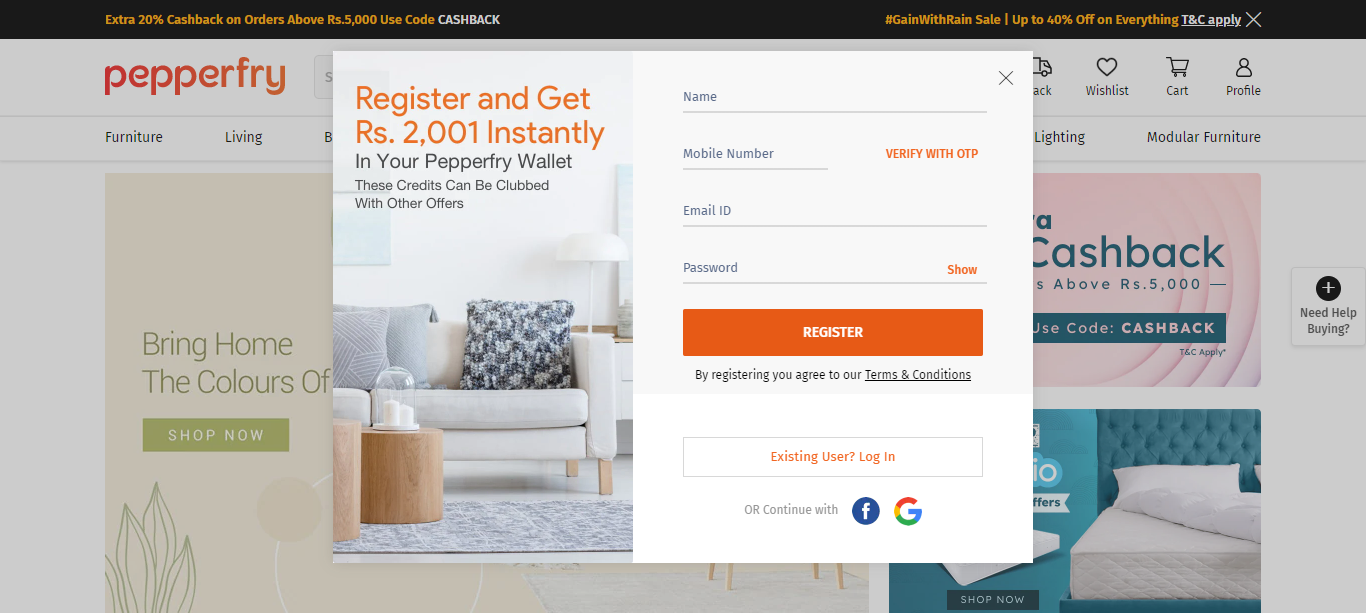 Extra 20% Cashback on Orders Above Rs.5,000 Use Code CASHBACK
#GainWithRain Sale | Up to 40% Off on Everything T&C apply
pepperfry
Wishlist
Cart
Profile
Furniture
Living
Lighting
Modular Furniture
Register and Get
Rs. 2,001 Instantly
In Your Pepperfry Wallet
These Credits Can Be Clubbed
With Other Offers
Name
Mobile Number
VERIFY WITH OTP
Email ID
Password
Show
REGISTER
By registering you agree to our Terms & Conditions
Existing User? Log In
OR Continue with
Bring Home
The Colours Of
SHOP NOW
Cashback
Above Rs.5,000
Use Code: CASHBACK
T&C Apply*
Need Help
Buying?
SHOP NOW